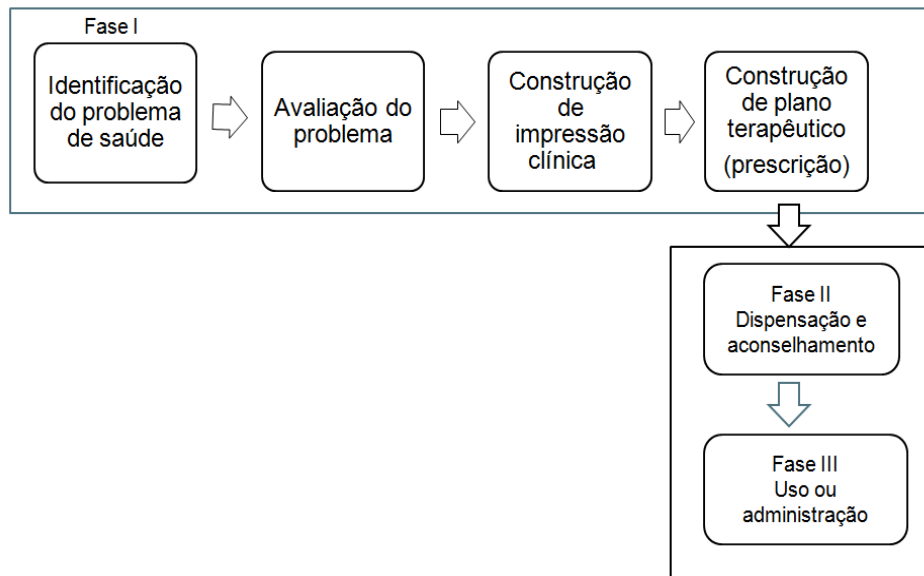 Fase I
Identificação
do problema
de saúde
Avaliação do
problema
Construção
de
impressão
clínica
Construção
de plano
terapêutico
(prescrição)
Fase II
Dispensação e
aconselhamento
Fase III
Uso ou
administração